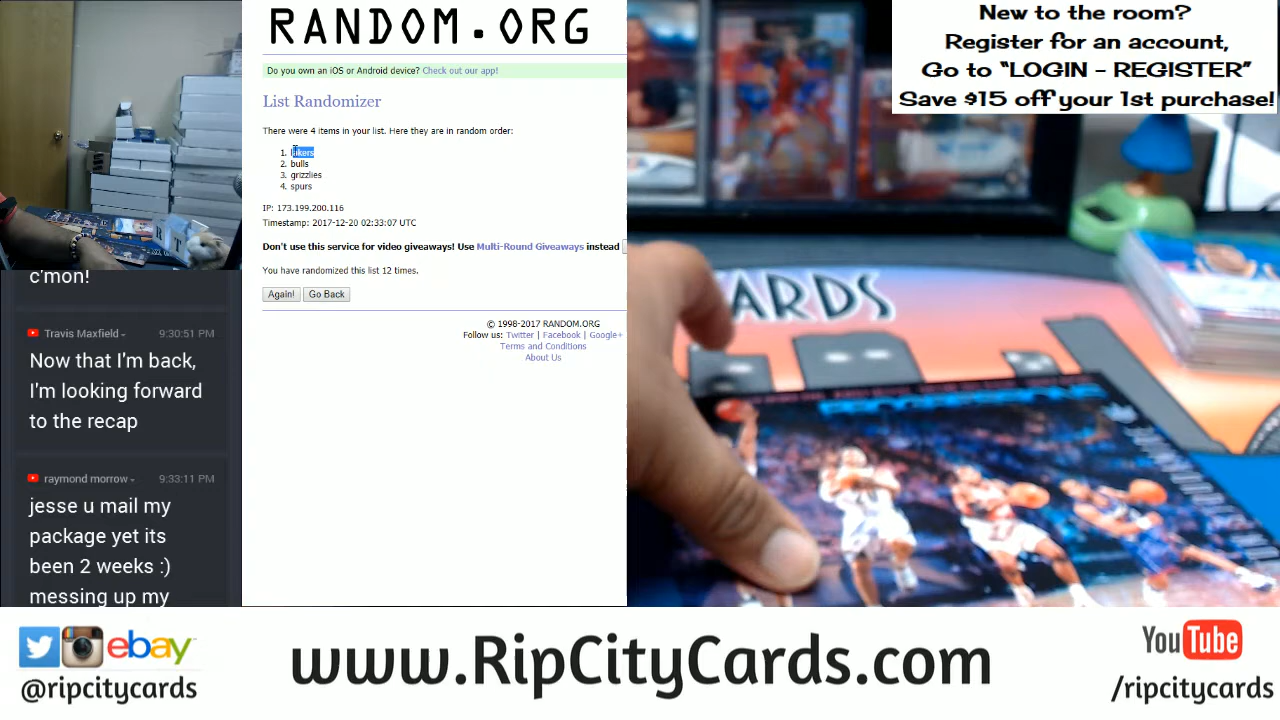 New to the room?
Register for an account,
Go to "LOGIN - REGISTER"
Save $15 off your 1st purchase!
RANDOM.ORG
Do you own an iOS or Android device? Check out our app!
List Randomizer
There were 4 items in your list. Here they are in random order:
1. lakers
2. bulls
3. grizzlies
4. spurs
IP: 173.199.200.116
Timestamp: 2017-12-20 02:33:07 UTC
Don't use this service for video giveaways! Use Multi-Round Giveaways instead
You have randomized this list 12 times.
Again! Go Back
© 1998-2017 RANDOM.ORG
Follow us: Twitter | Facebook | Google+
Terms and Conditions
About Us
c'mon!
Travis Maxfield 9:30:51 PM
Now that I'm back,
I'm looking forward
to the recap
raymond morrow 9:33:11 PM
jesse u mail my
package yet its
been 2 weeks :)
messing up my
ARDS
ebay
@ripcitycards
www.RipCityCards.com
YouTube
/ripcitycards